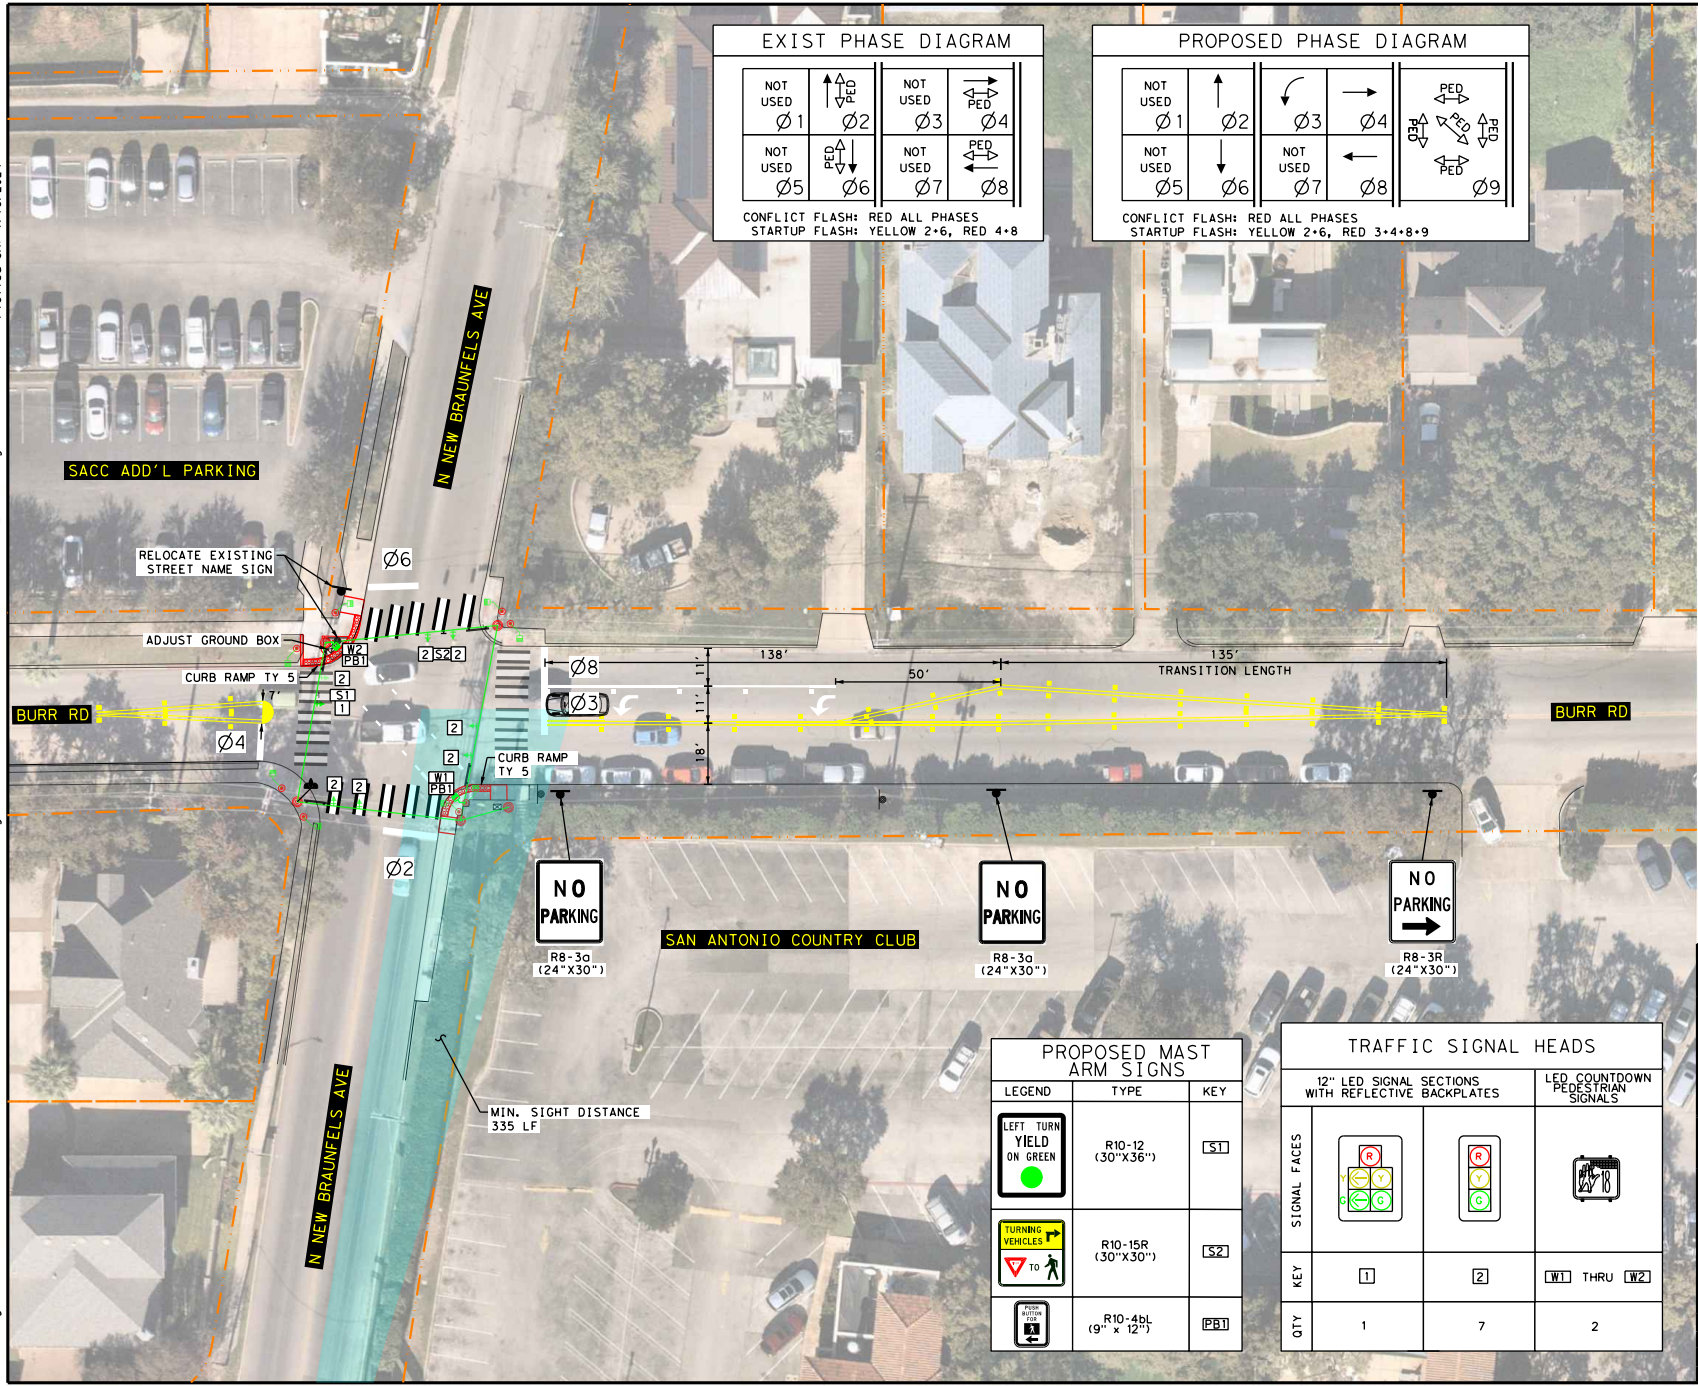 EXIST PHASE DIAGRAM
NOT USED Ø1
PED Ø2
NOT USED Ø3
PED Ø4
NOT USED Ø5
PED Ø6
NOT USED Ø7
PED Ø8
CONFLICT FLASH: RED ALL PHASES
STARTUP FLASH: YELLOW 2+6, RED 4+8
PROPOSED PHASE DIAGRAM
NOT USED Ø1
Ø2
Ø3
Ø4
NOT USED Ø5
Ø6
NOT USED Ø7
Ø8
PED
PED
PED
PED
PED
Ø9
CONFLICT FLASH: RED ALL PHASES
STARTUP FLASH: YELLOW 2+6, RED 3+4+8+9
N NEW BRAUNFELS AVE
SACC ADD'L PARKING
RELOCATE EXISTING
STREET NAME SIGN
Ø6
ADJUST GROUND BOX
W2
PB1
2 S2 2
CURB RAMP TY 5
2
S1
1
7'
BURR RD
Ø4
Ø8
Ø3
138'
11'
11'
18'
50'
135'
TRANSITION LENGTH
BURR RD
2
2
CURB RAMP
TY 5
W1
PB1
2
2
Ø2
NO
PARKING
R8-3a
(24"X30")
NO
PARKING
R8-3a
(24"X30")
NO
PARKING
R8-3R
(24"X30")
SAN ANTONIO COUNTRY CLUB
N NEW BRAUNFELS AVE
MIN. SIGHT DISTANCE
335 LF
PROPOSED MAST
ARM SIGNS
LEGEND TYPE KEY
LEFT TURN
YIELD
ON GREEN
R10-12
(30"X36")
S1
TURNING
VEHICLES
TO
R10-15R
(30"X30")
S2
PUSH
BUTTON
FOR
R10-4bL
(9" x 12")
PB1
TRAFFIC SIGNAL HEADS
12" LED SIGNAL SECTIONS
WITH REFLECTIVE BACKPLATES
LED COUNTDOWN
PEDESTRIAN
SIGNALS
SIGNAL FACES
R
Y Y
G G
R
Y
G
18
KEY 1 2 W1 THRU W2
QTY 1 7 2